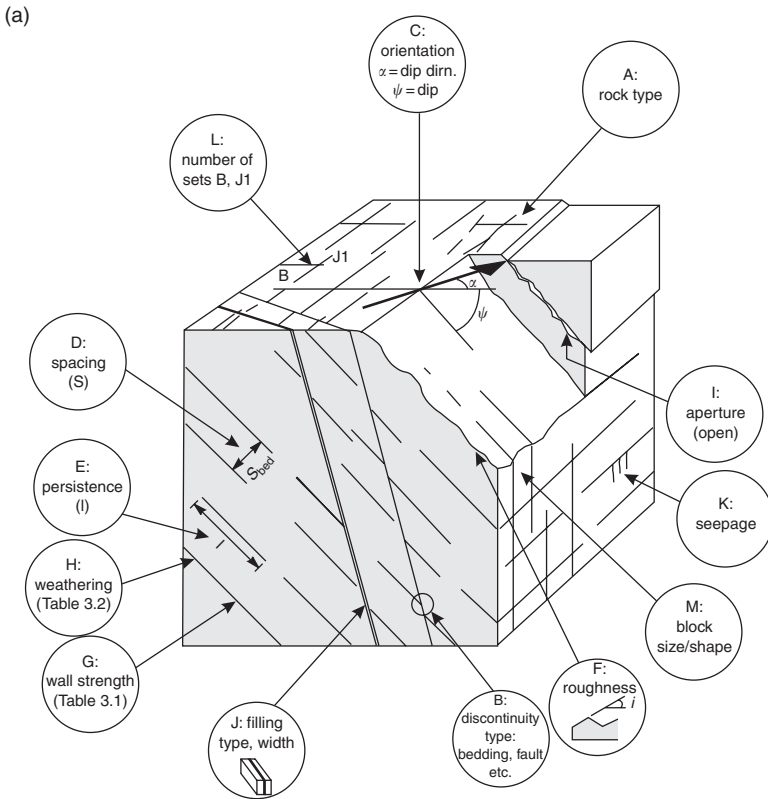 (a)
C:
orientation
α = dip dirn.
ψ = dip
A:
rock type
L:
number of
sets B, J1
J1
B
α
ψ
D:
spacing
(S)
S bed
I:
aperture
(open)
E:
persistence
(l)
l
K:
seepage
H:
weathering
(Table 3.2)
M:
block
size/shape
G:
wall strength
(Table 3.1)
F:
roughness
i
J: filling
type, width
B:
discontinuity
type:
bedding, fault
etc.